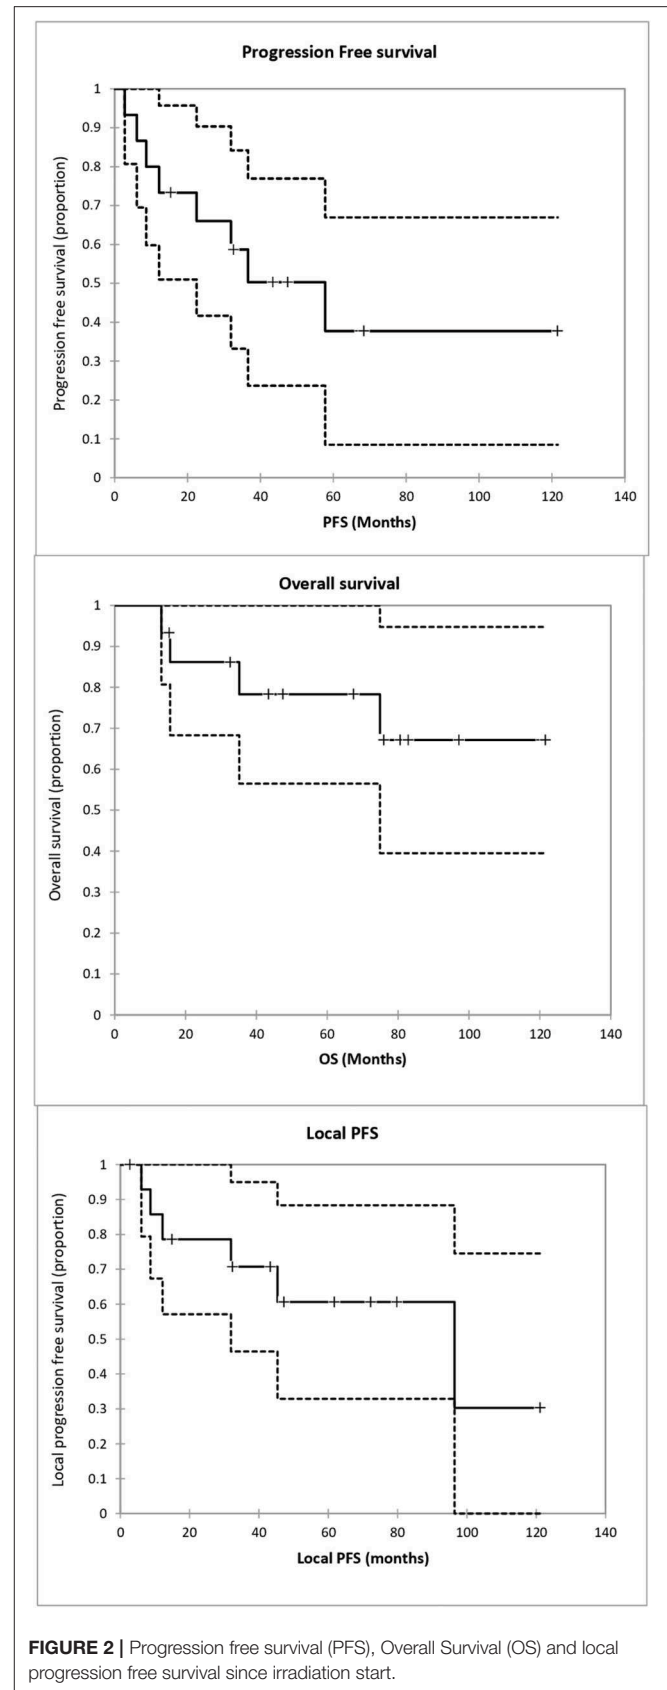 Progression Free survival
Progression free survival (proportion)
1
0.9
0.8
0.7
0.6
0.5
0.4
0.3
0.2
0.1
0
0 20 40 60 80 100 120 140
PFS (Months)
Overall survival
Overall survival (proportion)
1
0.9
0.8
0.7
0.6
0.5
0.4
0.3
0.2
0.1
0
0 20 40 60 80 100 120 140
OS (Months)
Local PFS
Local progression free survival (proportion)
1
0.9
0.8
0.7
0.6
0.5
0.4
0.3
0.2
0.1
0
0 20 40 60 80 100 120 140
Local PFS (months)
FIGURE 2 | Progression free survival (PFS), Overall Survival (OS) and local
progression free survival since irradiation start.